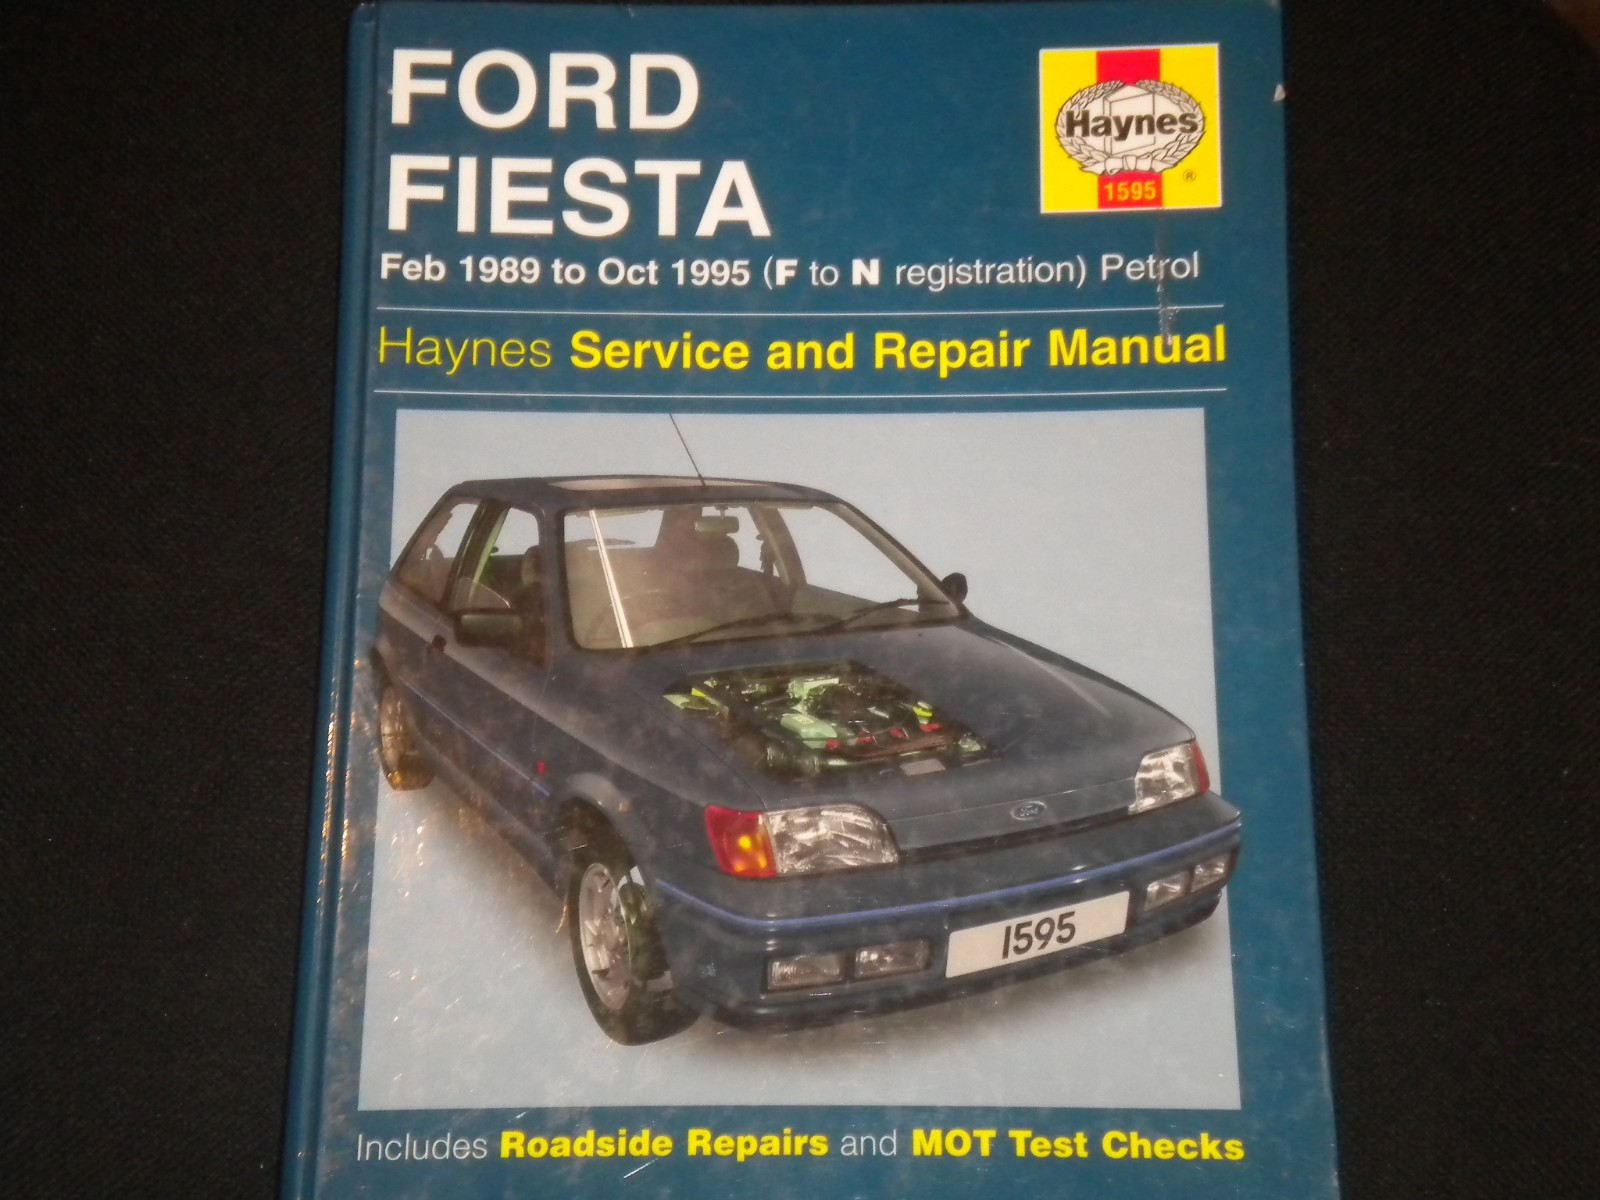 FORD
FIESTA
Haynes
®
1595
Feb 1989 to Oct 1995 (F to N registration) Petrol
Haynes Service and Repair Manual
Ford
1595
Includes Roadside Repairs and MOT Test Checks